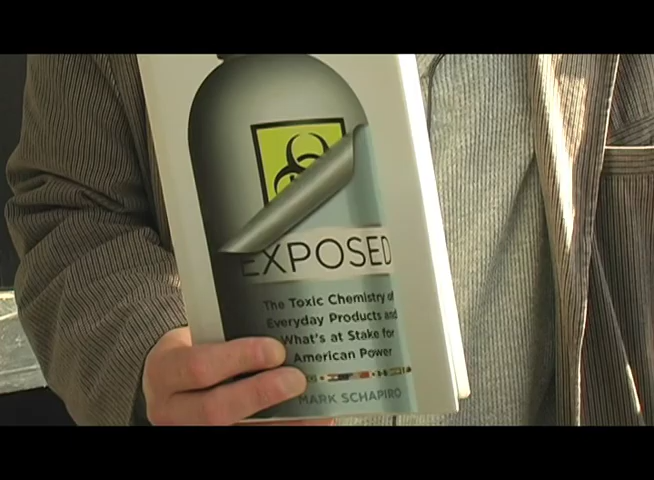 EXPOSED
The Toxic Chemistry of
Everyday Products and
What's at Stake for
American Power
MARK SCHAPIRO